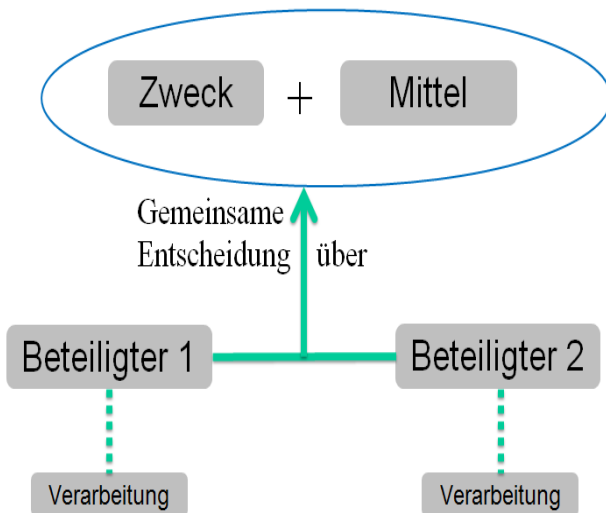 Zweck + Mittel
Gemeinsame
Entscheidung über
Beteiligter 1
Beteiligter 2
Verarbeitung
Verarbeitung